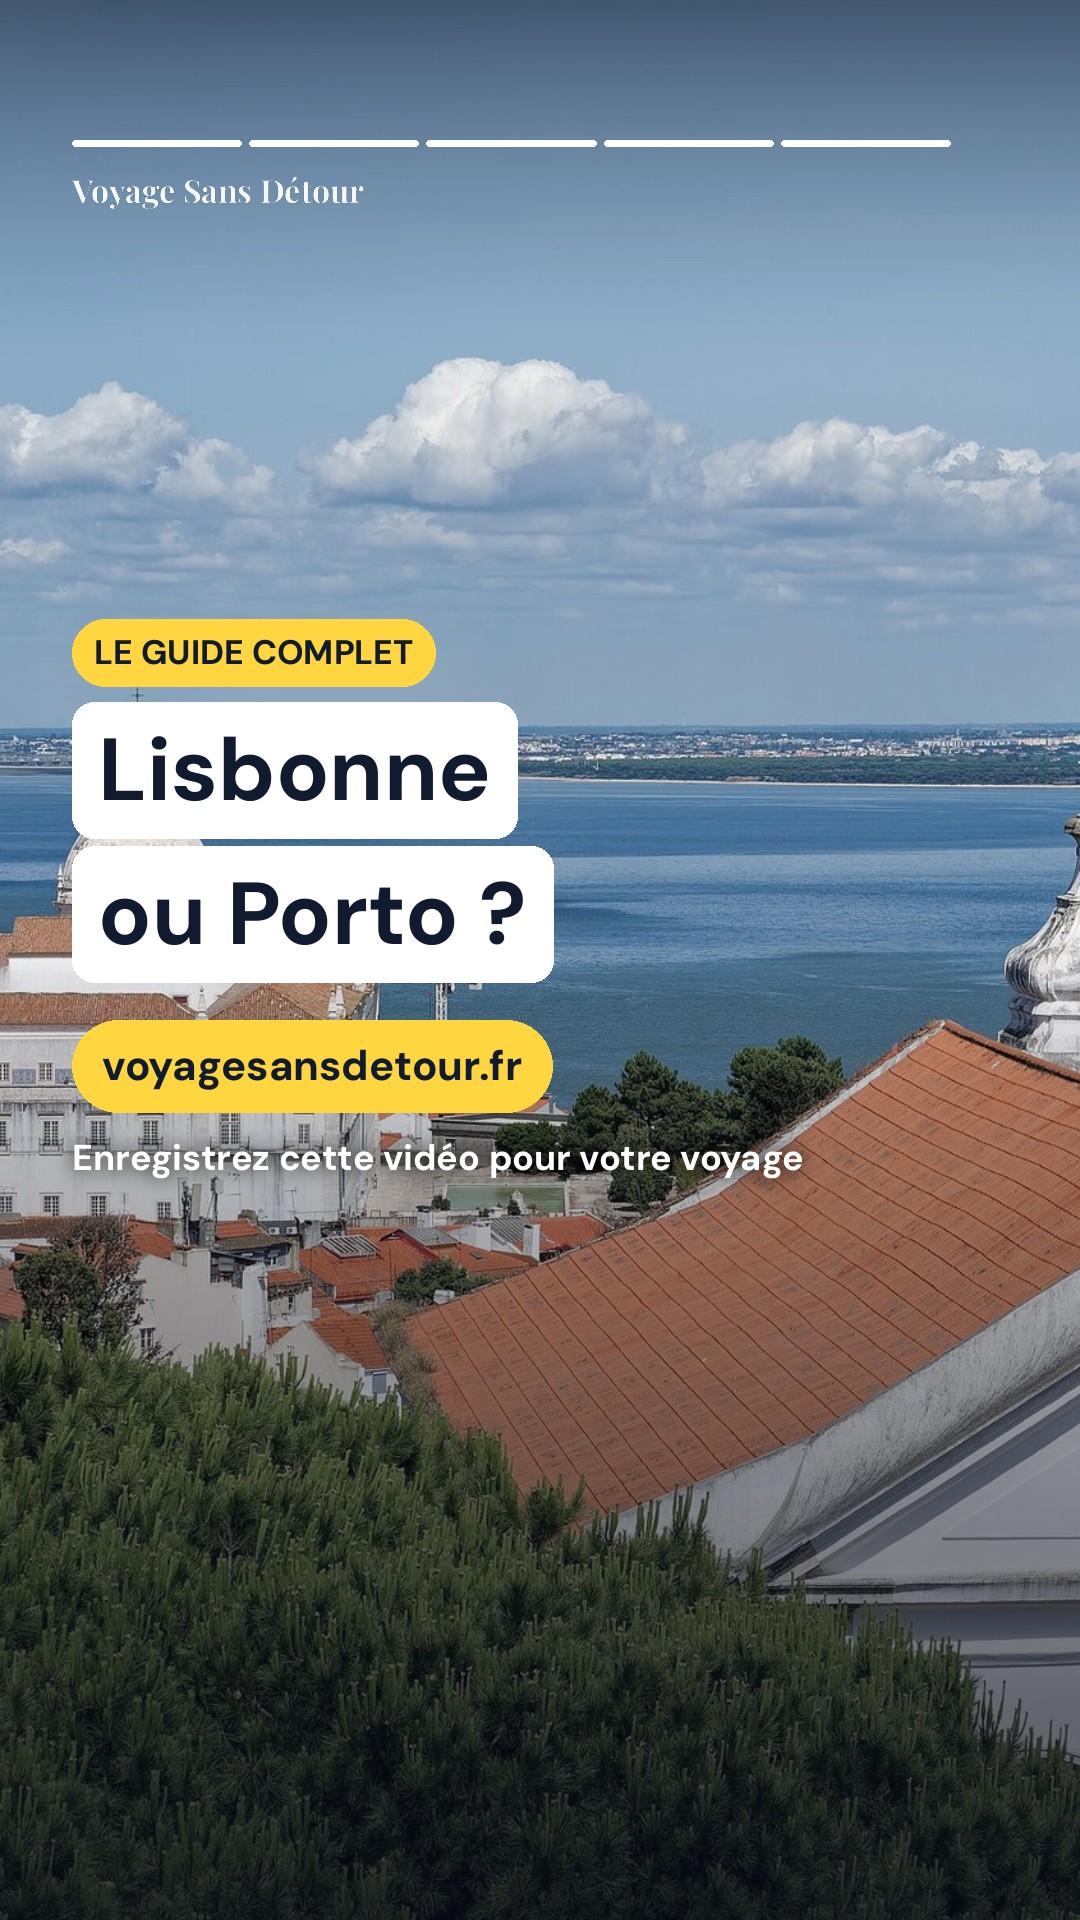 Voyage Sans Détour
LE GUIDE COMPLET
Lisbonne
ou Porto ?
voyagesansdetour.fr
Enregistrez cette vidéo pour votre voyage